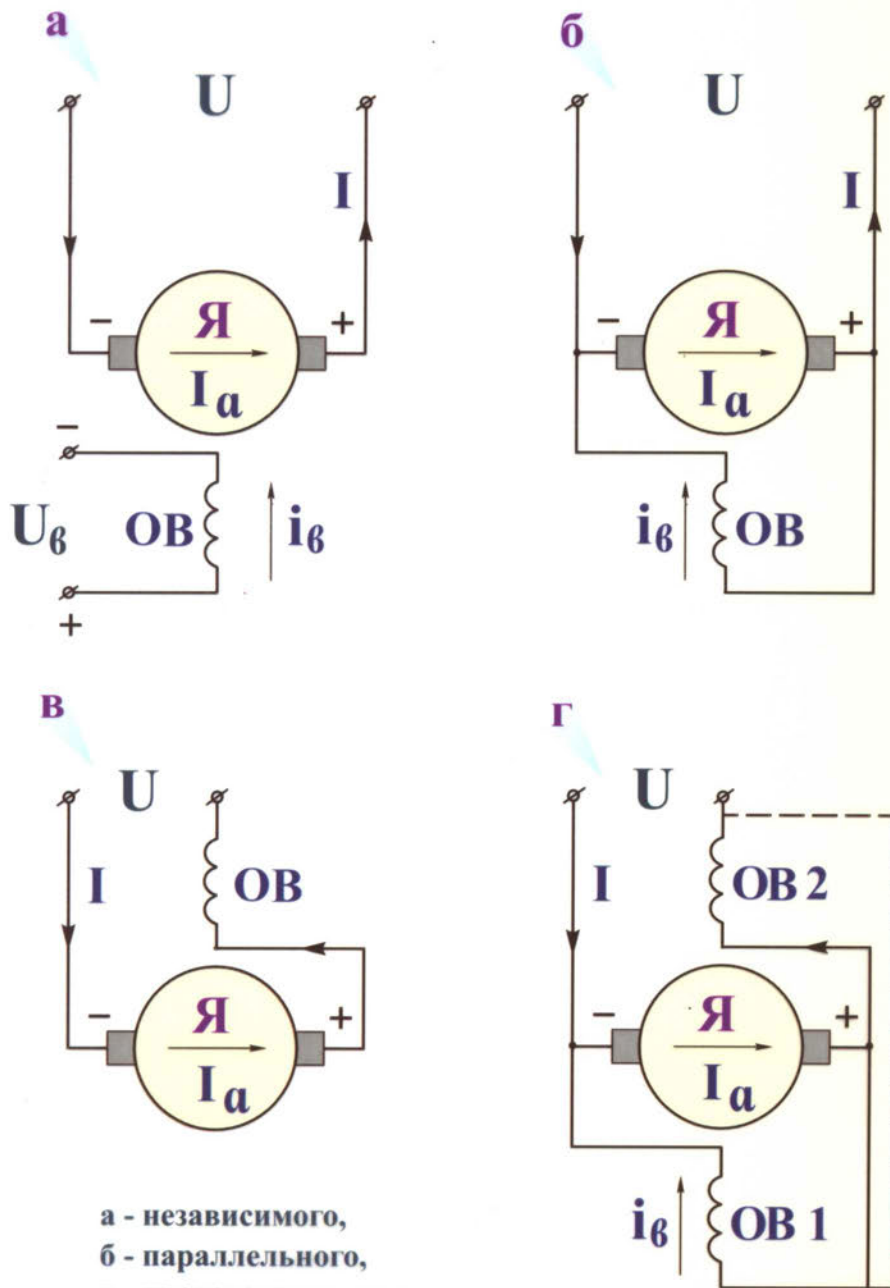 а
U
I
− Я +
Iа
−
Uв ОВ iв
+
б
U
I
− Я +
Iа
iв ОВ
в
U
I ОВ
− Я +
Iа
г
U
I ОВ 2
− Я +
Iа
iв ОВ 1
а - независимого,
б - параллельного,